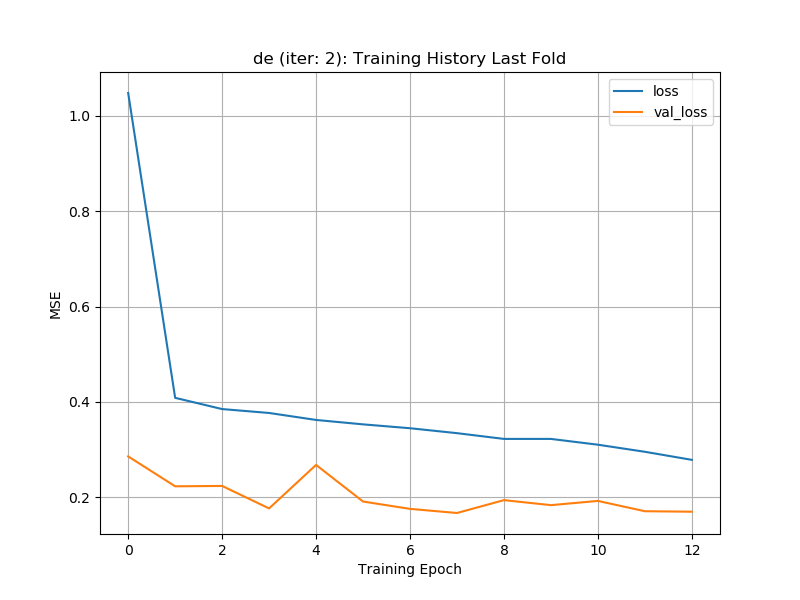 de (iter: 2): Training History Last Fold
loss
val_loss
MSE
1.0
0.8
0.6
0.4
0.2
0 2 4 6 8 10 12
Training Epoch